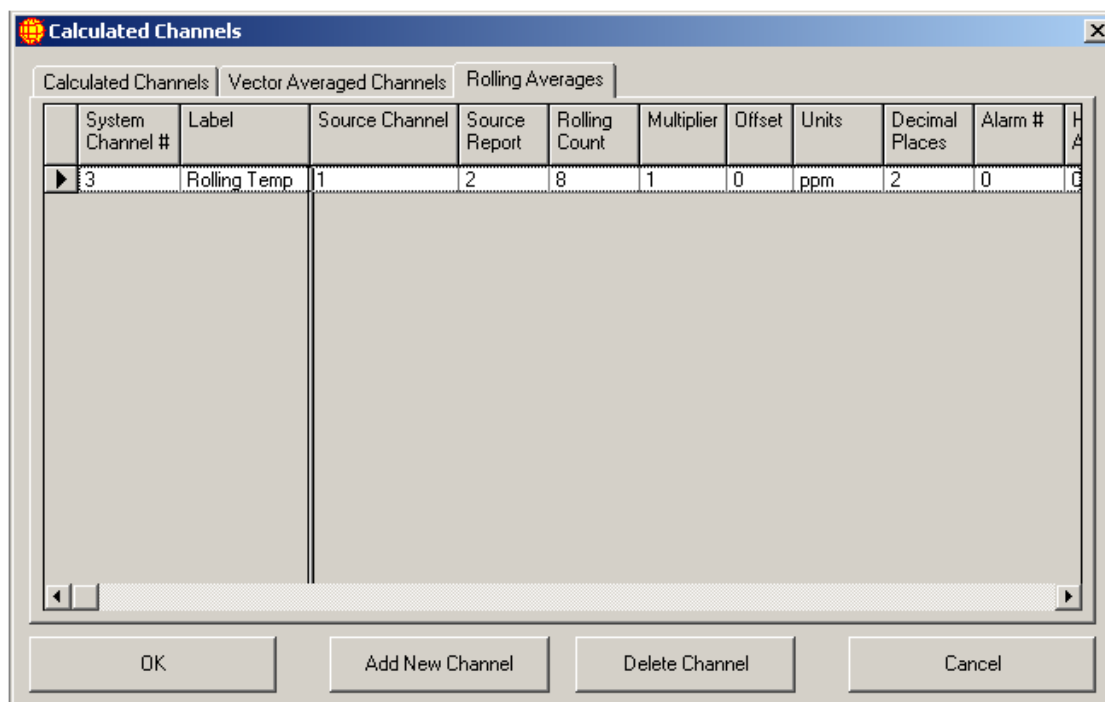 Calculated Channels
Calculated Channels Vector Averaged Channels Rolling Averages
System Channel # Label Source Channel Source Report Rolling Count Multiplier Offset Units Decimal Places Alarm #
3 Rolling Temp 1 2 8 1 0 ppm 2 0 0
OK Add New Channel Delete Channel Cancel